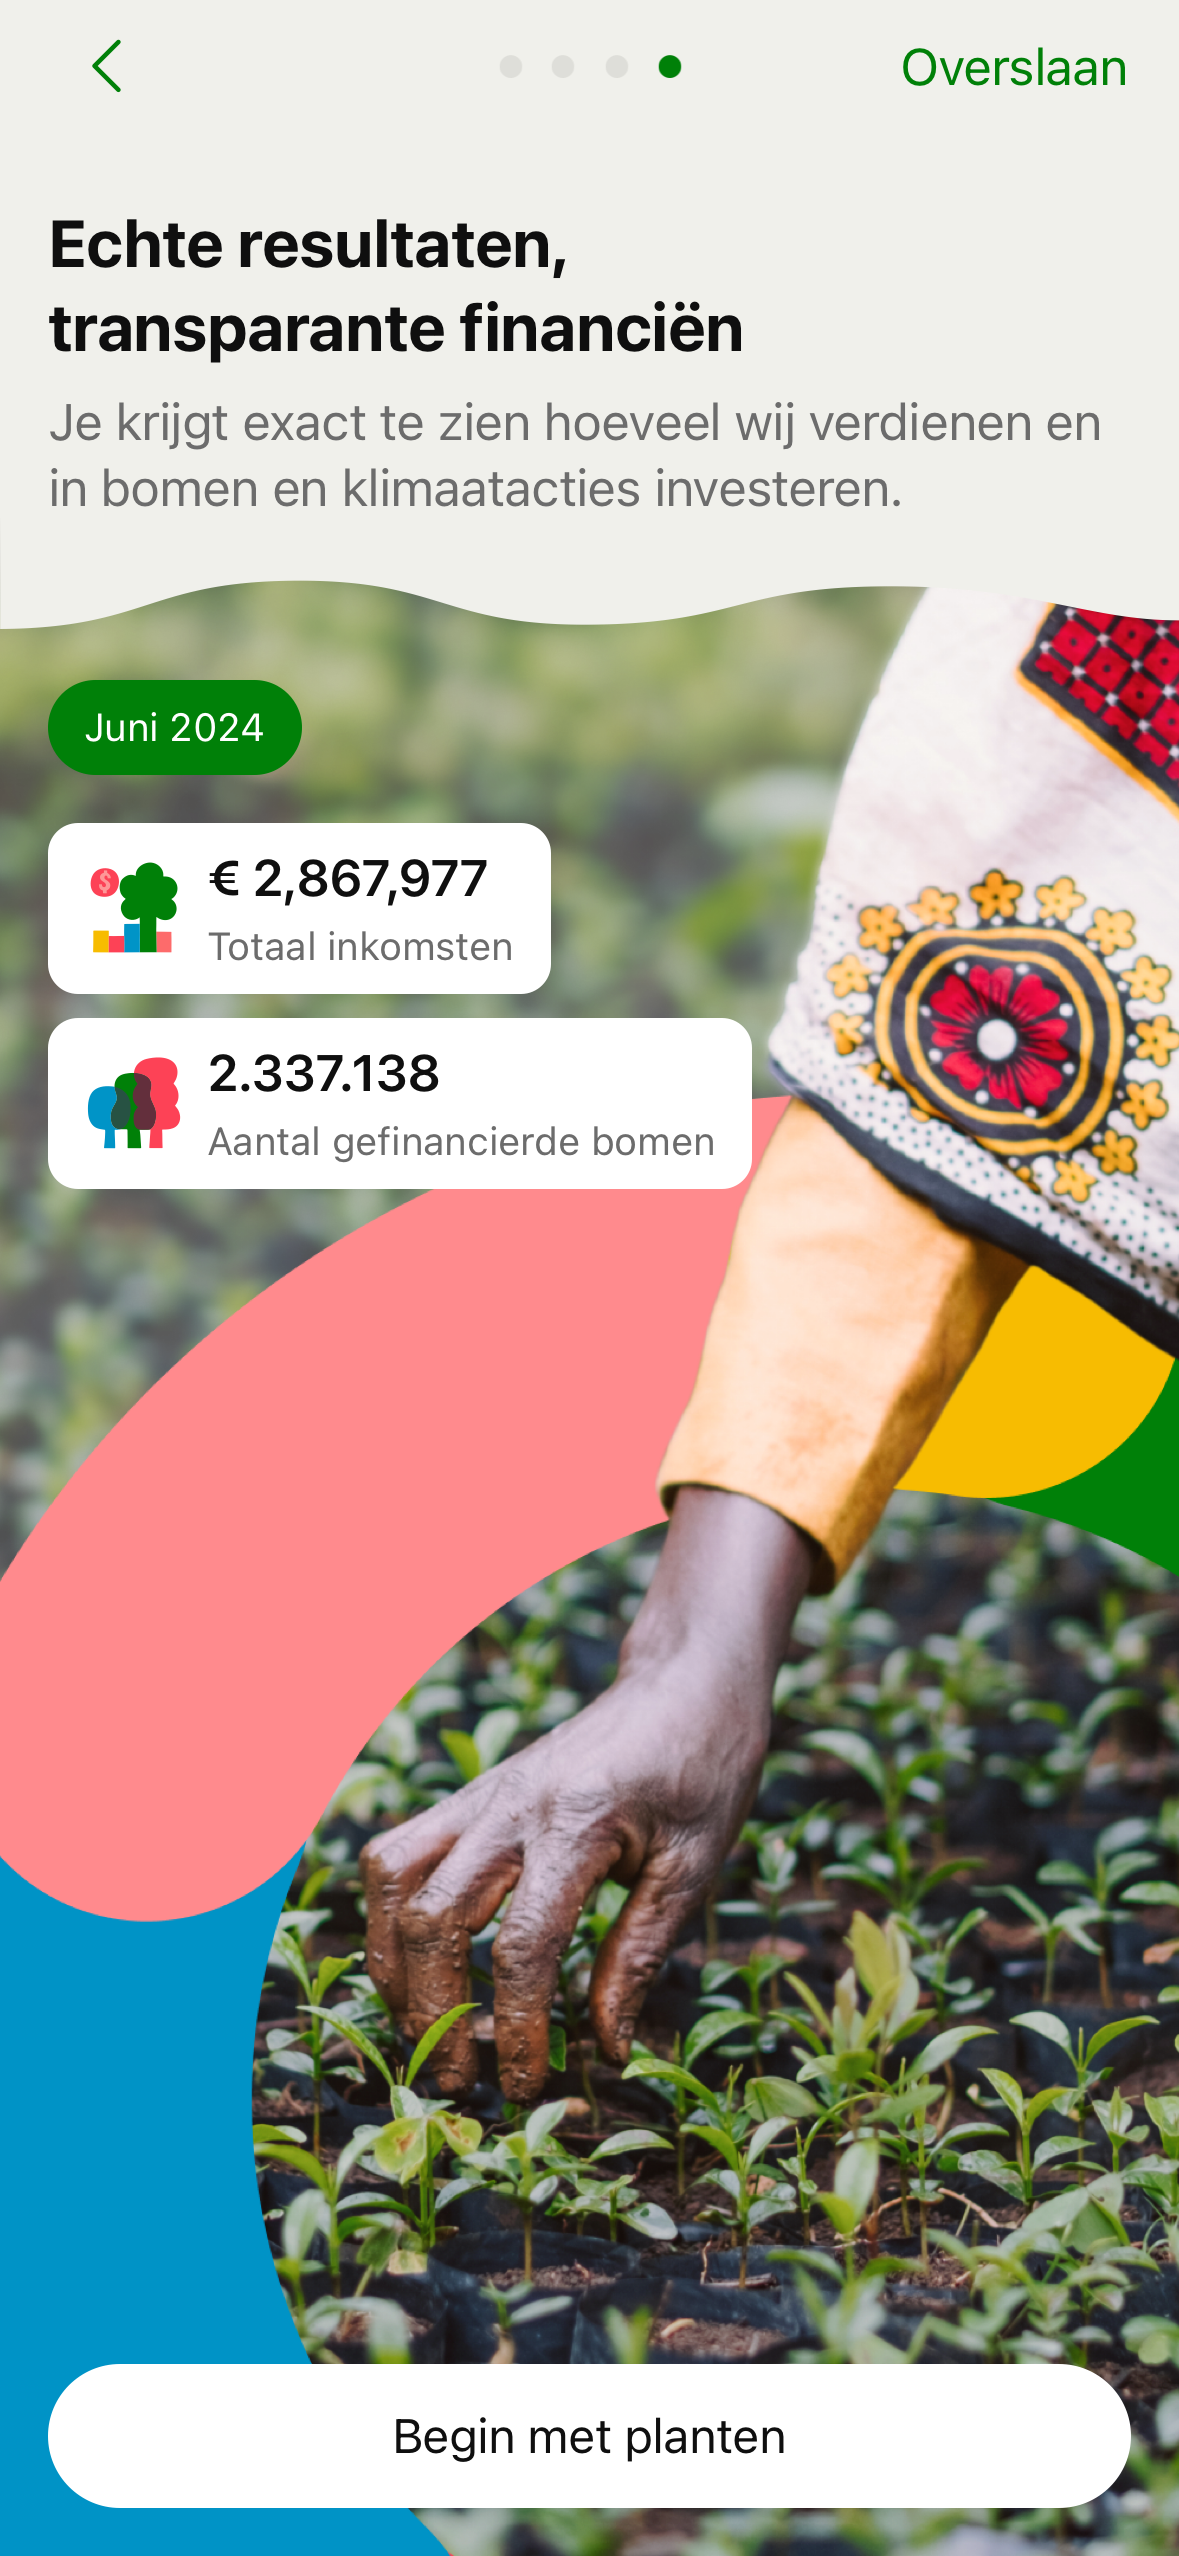 Overslaan
Echte resultaten,
transparante financiën
Je krijgt exact te zien hoeveel wij verdienen en
in bomen en klimaatacties investeren.
Juni 2024
€ 2,867,977
Totaal inkomsten
2.337.138
Aantal gefinancierde bomen
Begin met planten